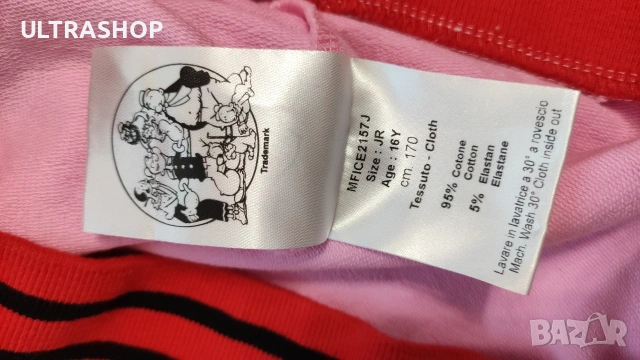 ULTRASHOP
Trademark
MFICE2157J
Size : JR
Age : 16Y
cm. 170
Tessuto - Cloth
95% Cotone
Cotton
5% Elastan
Elastane
Lavare in lavatrice a 30° a rovescio
Mach. Wash 30° Cloth inside out
BAZAR